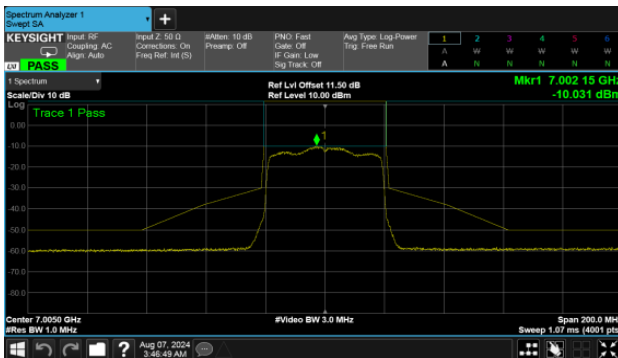 Spectrum Analyzer 1
Swept SA
+
KEYSIGHT
Input: RF
Coupling: AC
Align: Auto
LXI PASS
Input Z: 50 Ω
Corrections: On
Freq Ref: Int (S)
#Atten: 10 dB
Preamp: Off
PNO: Fast
Gate: Off
IF Gain: Low
Sig Track: Off
Avg Type: Log-Power
Trig: Free Run
1 2 3 4 5 6
A W W W W W
A N N N N N
1 Spectrum
Scale/Div 10 dB
Ref Lvl Offset 11.50 dB
Ref Level 10.00 dBm
Mkr1 7.002 15 GHz
-10.031 dBm
Log
Trace 1 Pass
1
0.00
-10.0
-20.0
-30.0
-40.0
-50.0
-60.0
-70.0
-80.0
Center 7.0050 GHz
#Res BW 1.0 MHz
#Video BW 3.0 MHz
Span 200.0 MHz
Sweep 1.07 ms (4001 pts)
?
Aug 07, 2024
3:46:49 AM